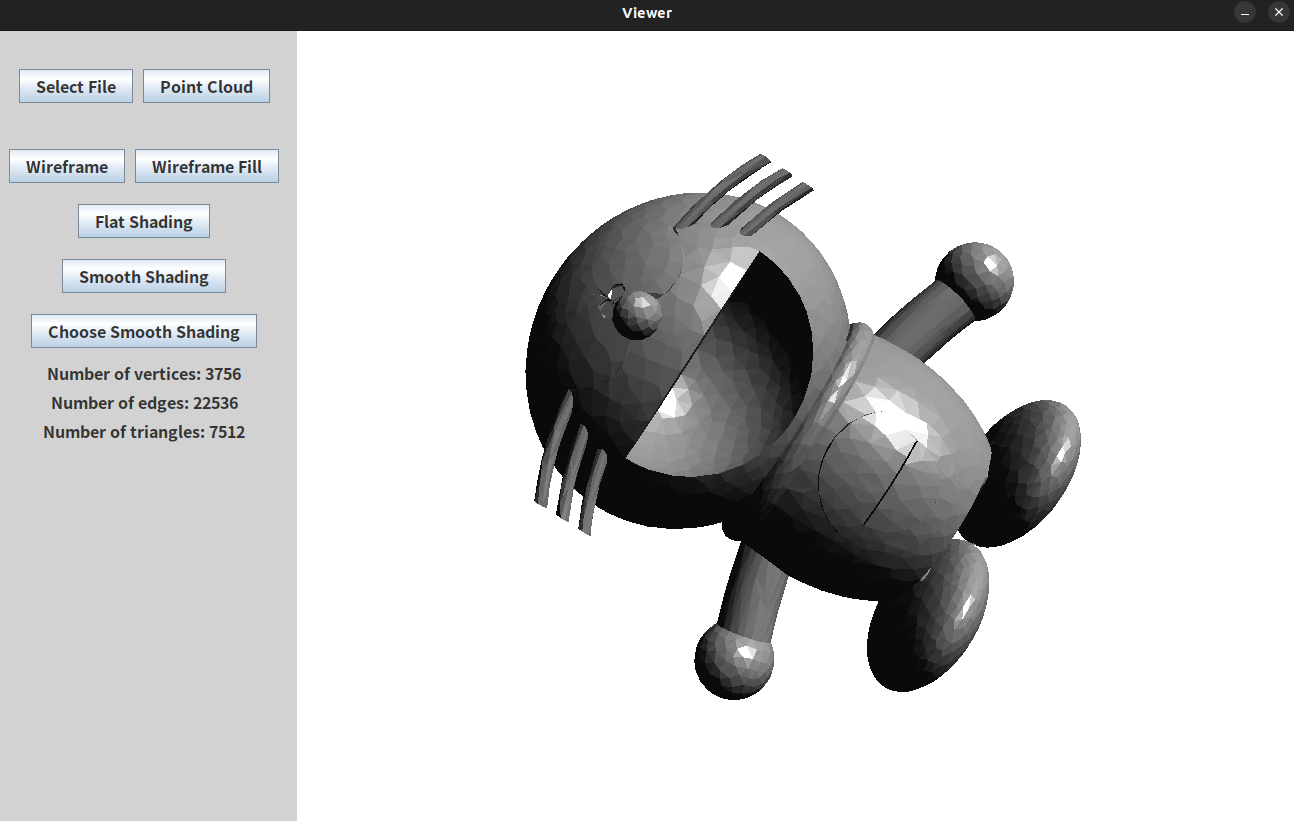 Viewer
Select File Point Cloud
Wireframe Wireframe Fill
Flat Shading
Smooth Shading
Choose Smooth Shading
Number of vertices: 3756
Number of edges: 22536
Number of triangles: 7512